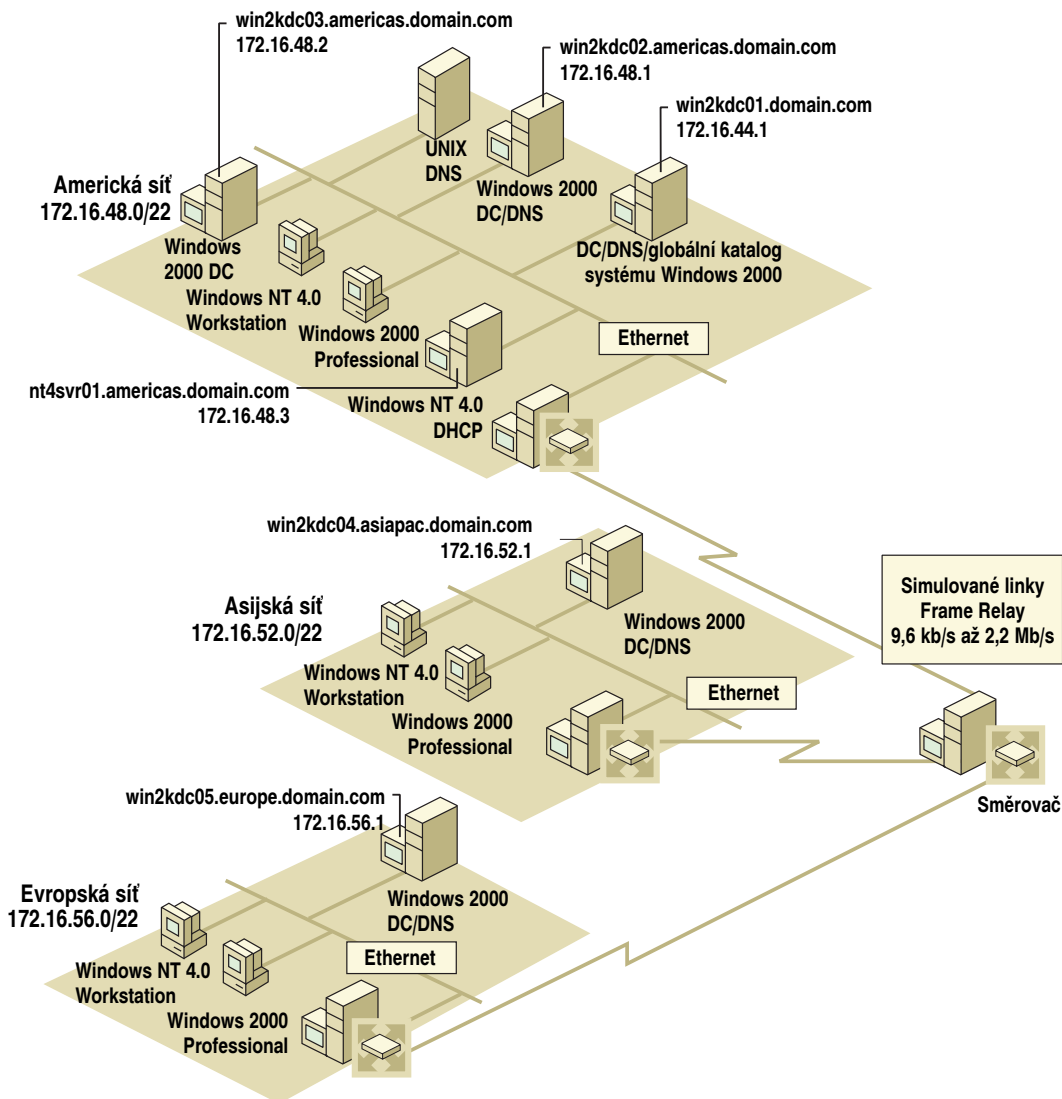 win2kdc03.americas.domain.com
172.16.48.2
win2kdc02.americas.domain.com
172.16.48.1
win2kdc01.domain.com
172.16.44.1
UNIX
DNS
Windows 2000
DC/DNS
Americká síť
172.16.48.0/22
DC/DNS/globální katalog
systému Windows 2000
Windows
2000 DC
Windows NT 4.0
Workstation
Windows 2000
Professional
Ethernet
nt4svr01.americas.domain.com
172.16.48.3
Windows NT 4.0
DHCP
win2kdc04.asiapac.domain.com
172.16.52.1
Simulované linky
Frame Relay
9,6 kb/s až 2,2 Mb/s
Asijská síť
172.16.52.0/22
Windows 2000
DC/DNS
Windows NT 4.0
Workstation
Ethernet
Windows 2000
Professional
Směrovač
win2kdc05.europe.domain.com
172.16.56.1
Evropská síť
172.16.56.0/22
Windows 2000
DC/DNS
Ethernet
Windows NT 4.0
Workstation
Windows 2000
Professional